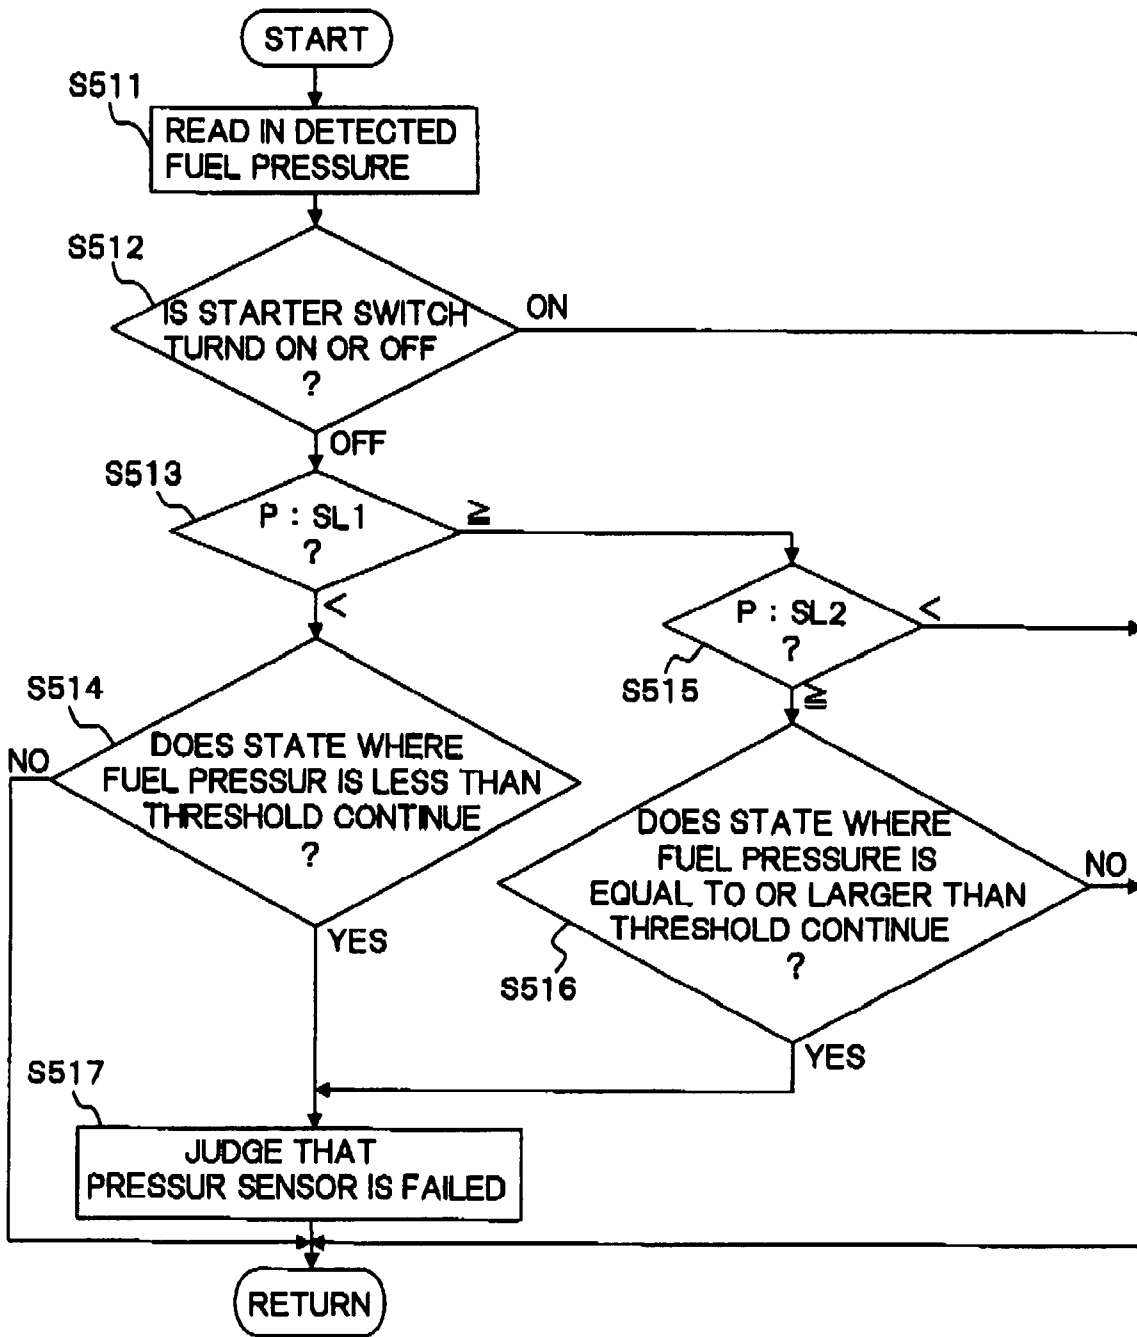 START
S511
READ IN DETECTED
FUEL PRESSURE
S512
IS STARTER SWITCH
TURND ON OR OFF
?
ON
OFF
S513
P : SL1
?
≧
<
P : SL2
?
<
S515
≧
S514
DOES STATE WHERE
FUEL PRESSUR IS LESS THAN
THRESHOLD CONTINUE
?
NO
YES
DOES STATE WHERE
FUEL PRESSURE IS
EQUAL TO OR LARGER THAN
THRESHOLD CONTINUE
?
NO
S516
YES
S517
JUDGE THAT
PRESSUR SENSOR IS FAILED
RETURN